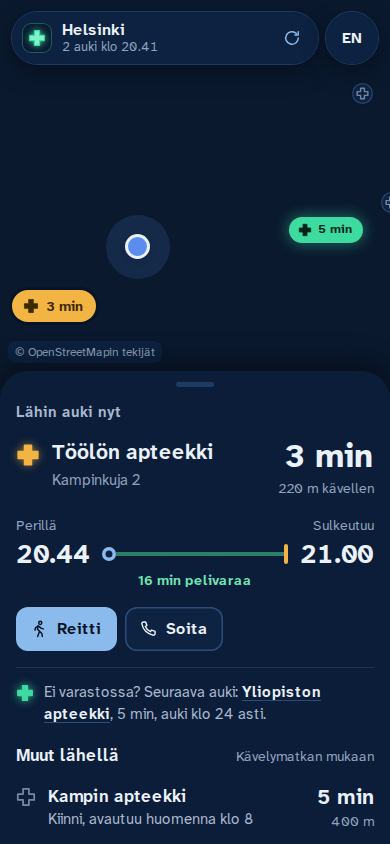 Helsinki
2 auki klo 20.41
EN
5 min
3 min
© OpenStreetMapin tekijät
Lähin auki nyt
Töölön apteekki
3 min
Kampinkuja 2
220 m kävellen
Perillä
Sulkeutuu
20.44
21.00
16 min pelivaraa
Reitti
Soita
Ei varastossa? Seuraava auki: Yliopiston
apteekki, 5 min, auki klo 24 asti.
Muut lähellä
Kävelymatkan mukaan
Kampin apteekki
5 min
Kiinni, avautuu huomenna klo 8
400 m